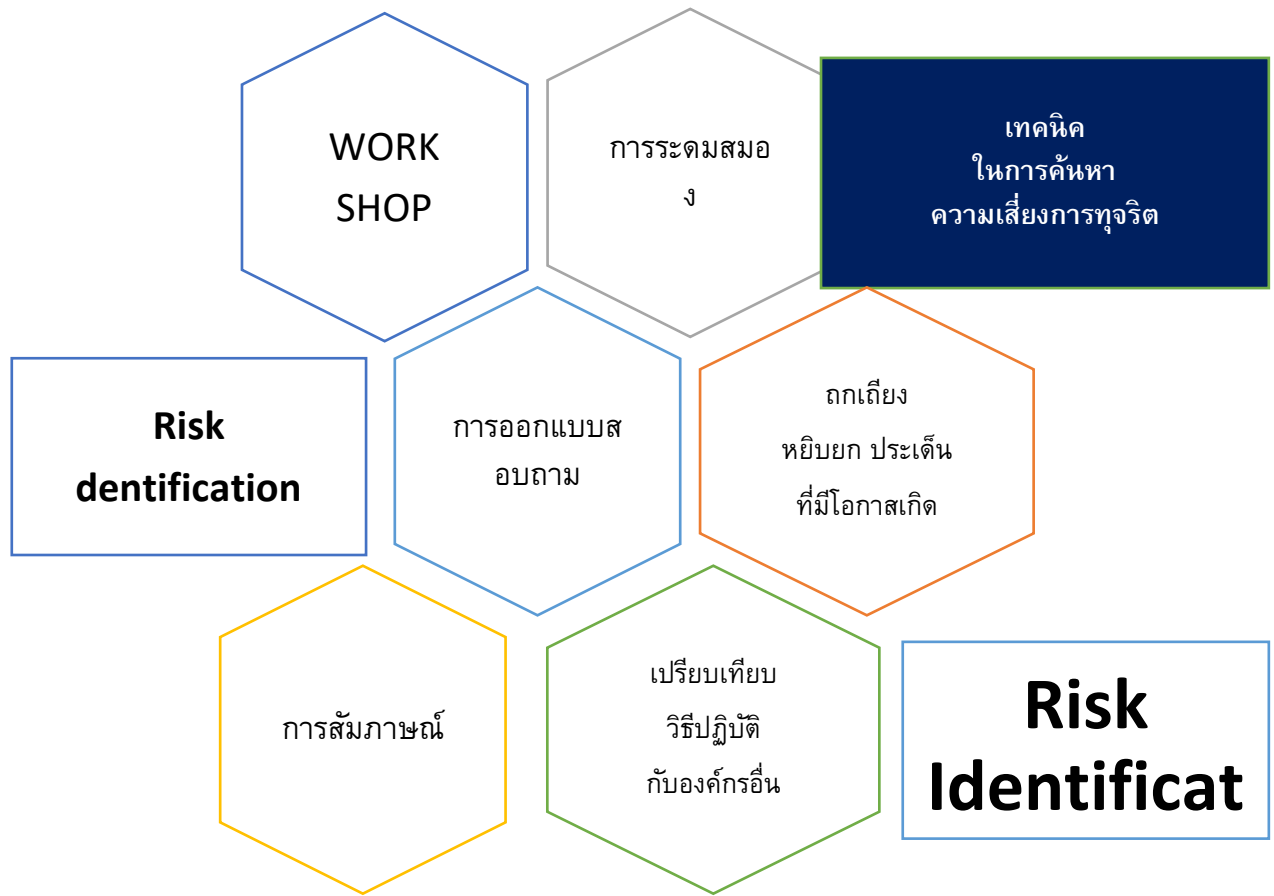 WORK
SHOP
การระดมสมอ
ง
เทคนิค
ในการค้นหา
ความเสี่ยงการทุจริต
Risk
dentification
การออกแบบส
อบถาม
ถกเถียง
หยิบยก ประเด็น
ที่มีโอกาสเกิด
การสัมภาษณ์
เปรียบเทียบ
วิธีปฏิบัติ
กับองค์กรอื่น
Risk
Identificat